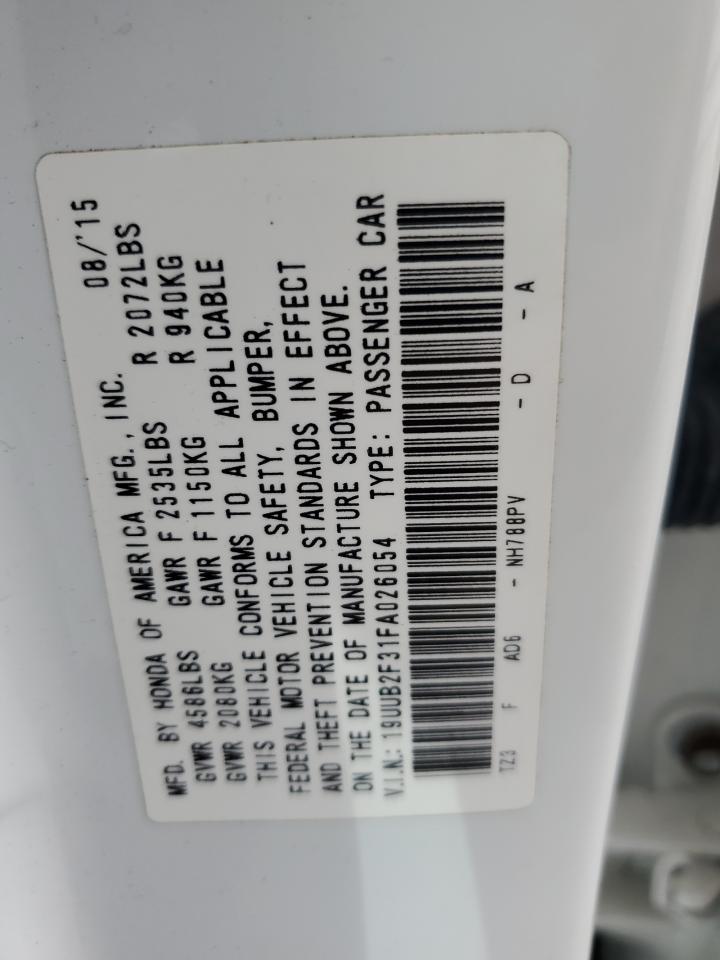 MFD. BY HONDA OF AMERICA MFG., INC. 08/'15
GVWR 4586LBS GAWR F 2535LBS R 2072LBS
GVWR 2080KG GAWR F 1150KG R 940KG
THIS VEHICLE CONFORMS TO ALL APPLICABLE
FEDERAL MOTOR VEHICLE SAFETY, BUMPER,
AND THEFT PREVENTION STANDARDS IN EFFECT
ON THE DATE OF MANUFACTURE SHOWN ABOVE.
V.I.N.: 19UUB2F31FA026054 TYPE: PASSENGER CAR
TZ3 F AD6 - NH788PV - D - A